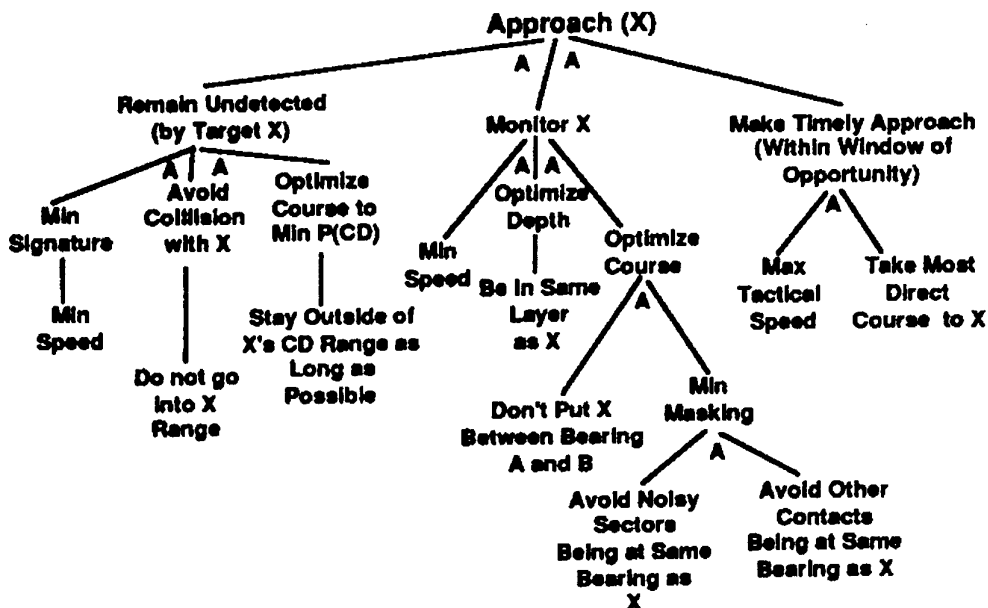 Approach (X)
A
A
Remain Undetected
(by Target X)
A
A
Min
Signature
Min
Speed
Avoid
Collision
with X
Do not go
into X
Range
Optimize
Course to
Min P(CD)
Stay Outside of
X's CD Range as
Long as
Possible
Monitor X
A
A
Min
Speed
Optimize
Depth
Be in Same
Layer
as X
Optimize
Course
A
Don't Put X
Between Bearing
A and B
Min
Masking
A
Avoid Noisy
Sectors
Being at Same
Bearing as
X
Avoid Other
Contacts
Being at Same
Bearing as X
Make Timely Approach
(Within Window of
Opportunity)
A
Max
Tactical
Speed
Take Most
Direct
Course to X